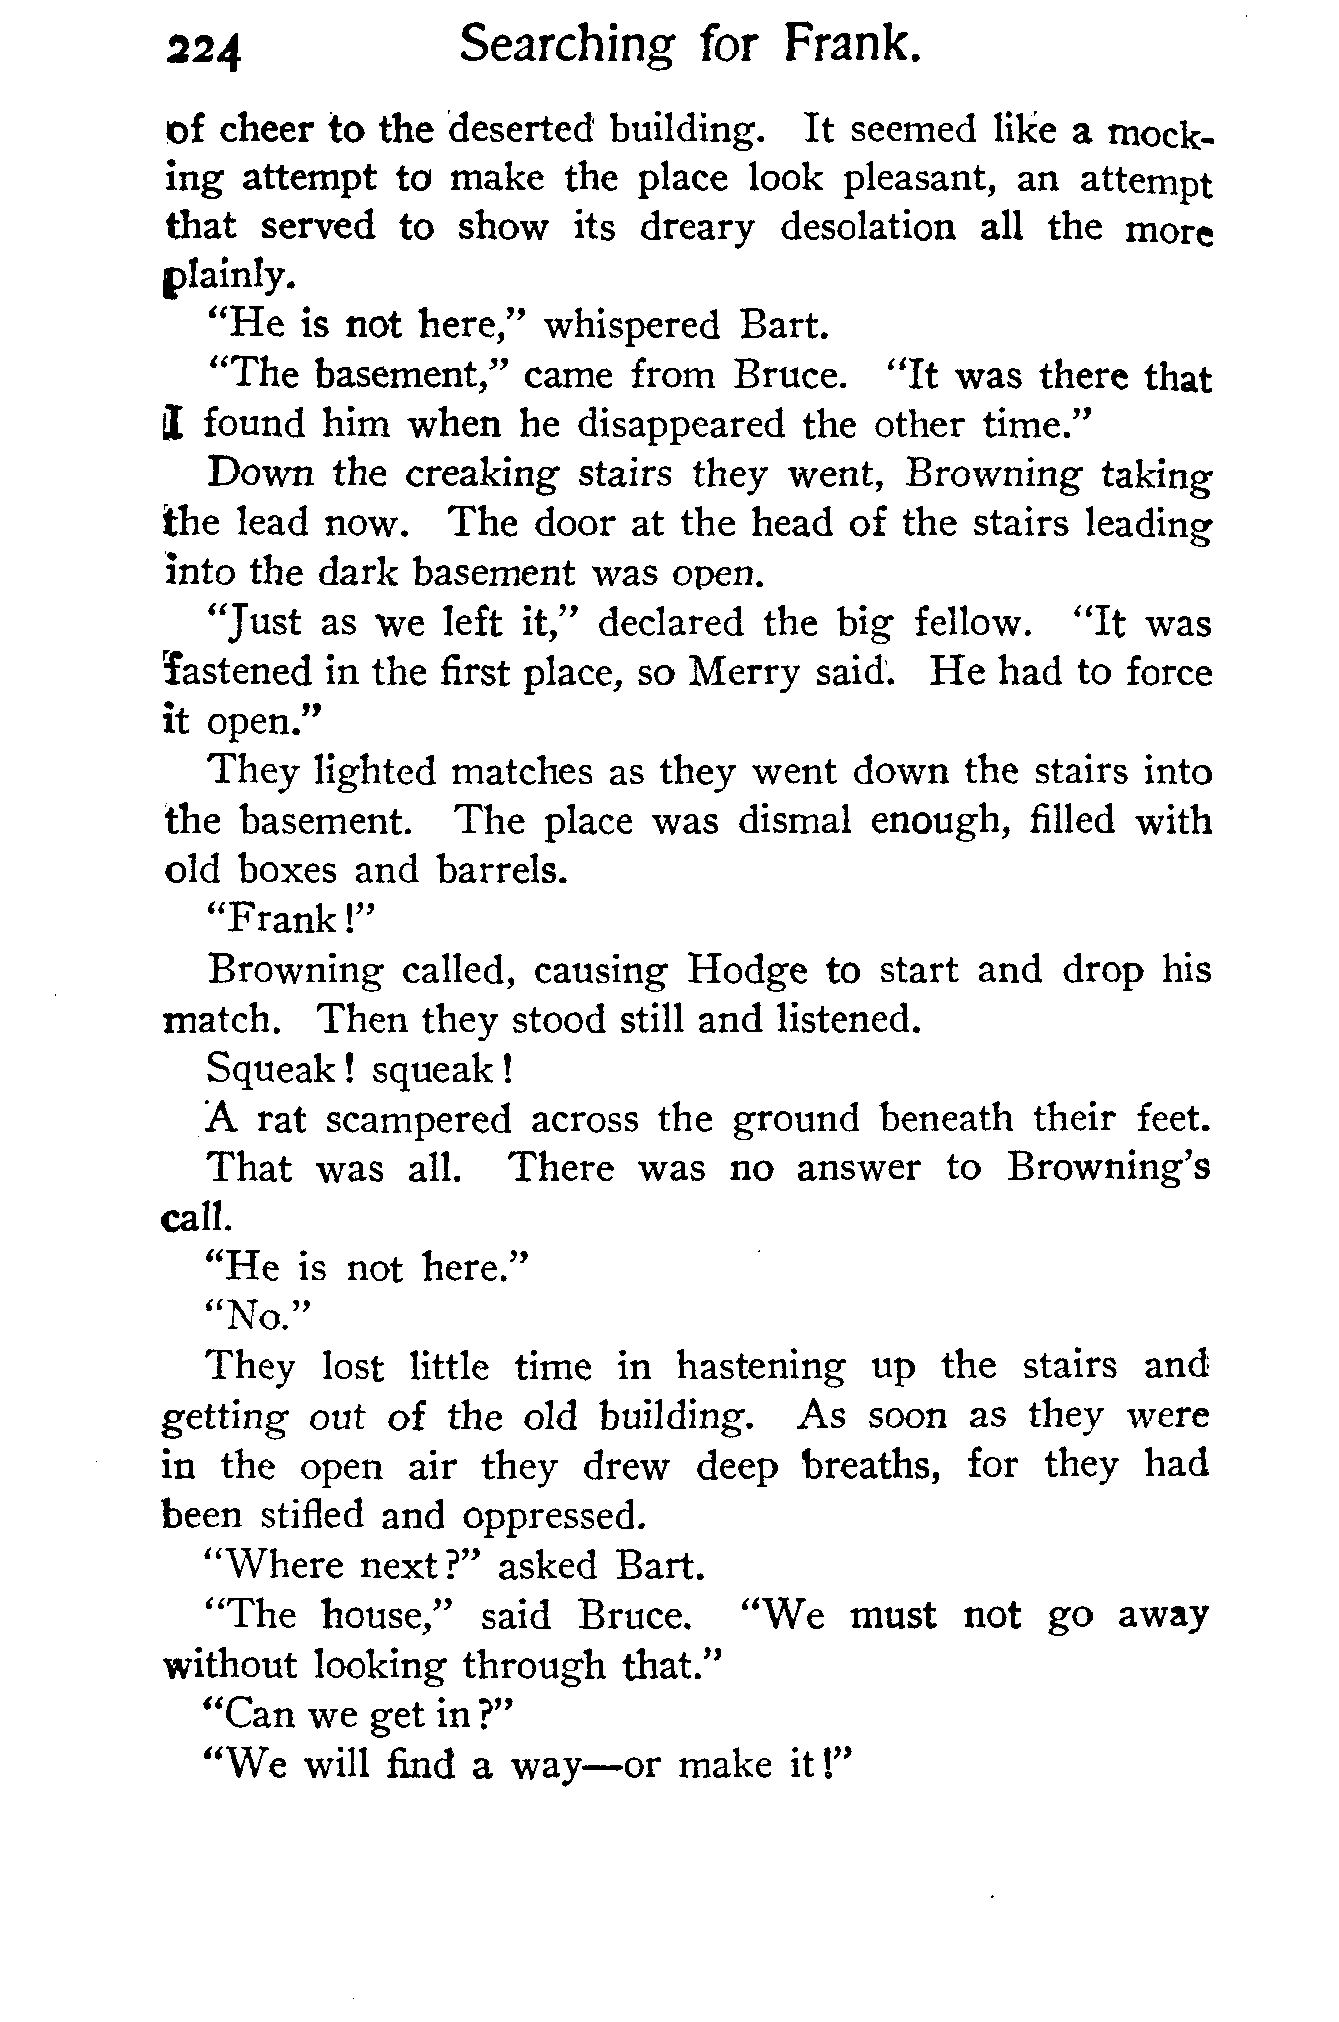 224 Searching for Frank.
of cheer to the deserted building. It seemed like a mock-
ing attempt to make the place look pleasant, an attempt
that served to show its dreary desolation all the more
plainly.
"He is not here," whispered Bart.
"The basement," came from Bruce. "It was there that
I found him when he disappeared the other time."
Down the creaking stairs they went, Browning taking
the lead now. The door at the head of the stairs leading
into the dark basement was open.
"Just as we left it," declared the big fellow. "It was
fastened in the first place, so Merry said. He had to force
it open."
They lighted matches as they went down the stairs into
the basement. The place was dismal enough, filled with
old boxes and barrels.
"Frank!"
Browning called, causing Hodge to start and drop his
match. Then they stood still and listened.
Squeak! squeak!
A rat scampered across the ground beneath their feet.
That was all. There was no answer to Browning's
call.
"He is not here."
"No."
They lost little time in hastening up the stairs and
getting out of the old building. As soon as they were
in the open air they drew deep breaths, for they had
been stifled and oppressed.
"Where next?" asked Bart.
"The house," said Bruce. "We must not go away
without looking through that."
"Can we get in?"
"We will find a way—or make it!"